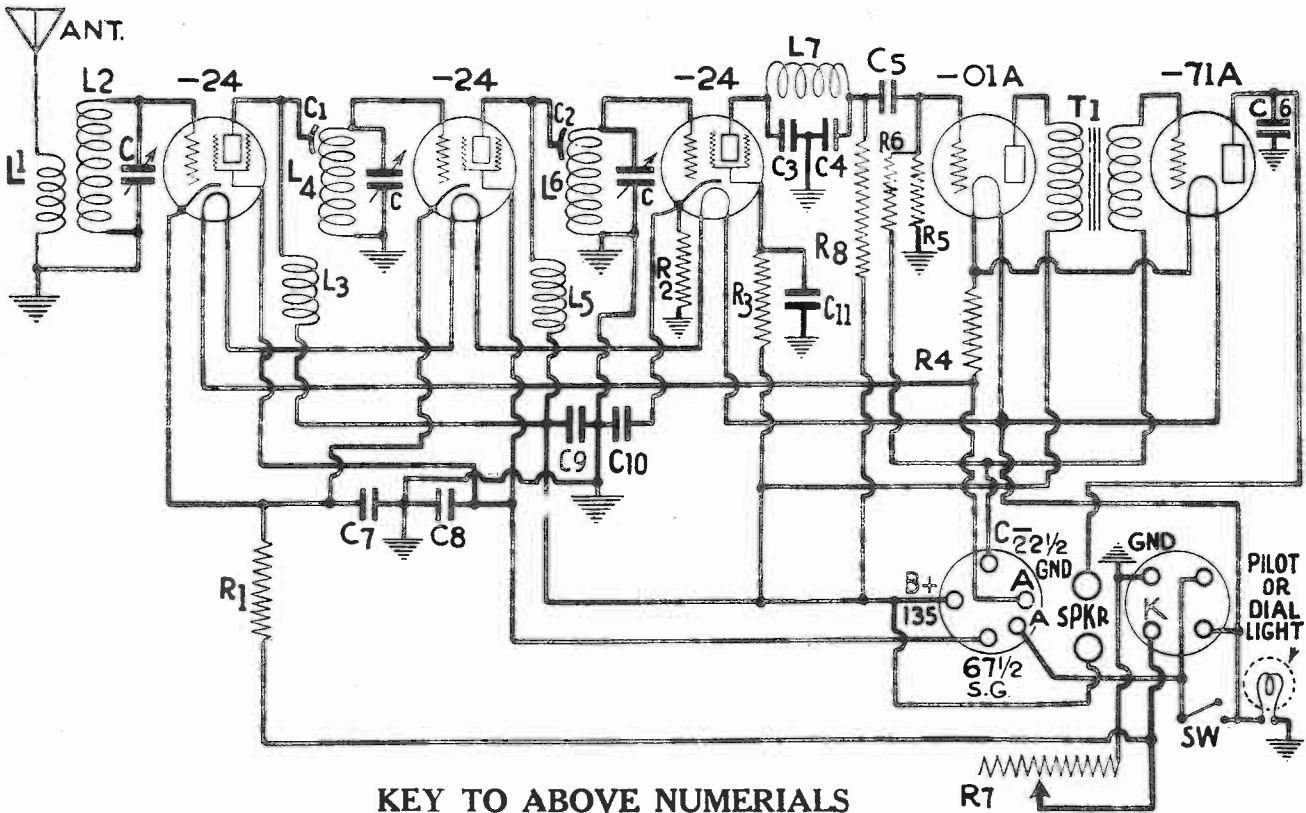 ANT.
L1
L2
C
-24
C1
L3
L4
C
-24
C2
L5
L6
C
-24
R2
R3
C11
L7
C3
C4
C5
R8
R6
R5
-01A
R4
T1
-71A
C6
C9
C10
C7
C8
R1
C-
22½
GND
B+
135
A
A
67½
S.G.
SPKR
GND
K
PILOT
OR
DIAL
LIGHT
SW
R7
KEY TO ABOVE NUMERIALS